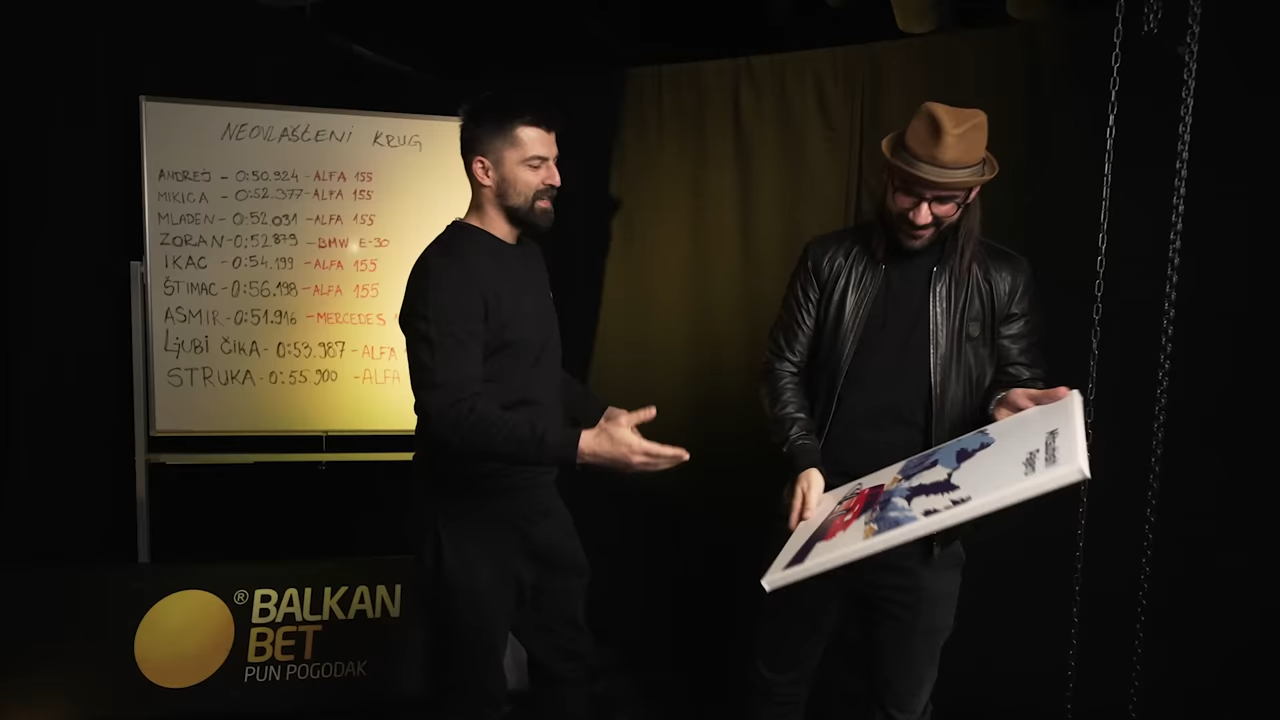 NEOVLAŠĆENI KRUG
ANDREJ - 0:50.924 - ALFA 155
MIKICA - 0:52.377 - ALFA 155
MLADEN - 0:52.031 - ALFA 155
ZORAN - 0:52.879 - BMW E-30
IKAC - 0:54.199 - ALFA 155
ŠTIMAC - 0:56.198 - ALFA 155
ASMIR - 0:51.916 - MERCEDES
LjUBI ČIKA - 0:53.987 - ALFA
STRUKA - 0:55.900 - ALFA
® BALKAN
BET
PUN POGODAK